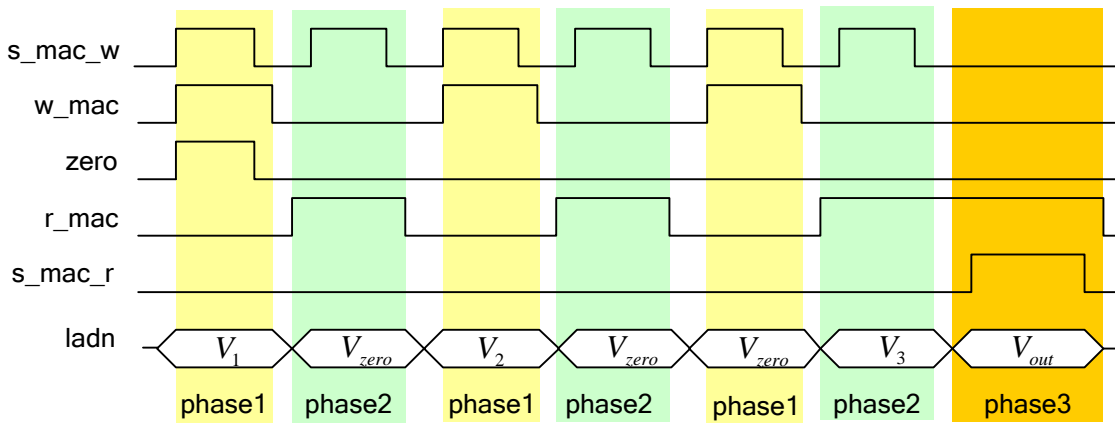 s_mac_w
w_mac
zero
r_mac
s_mac_r
ladn V1 Vzero V2 Vzero Vzero V3 Vout
phase1 phase2 phase1 phase2 phase1 phase2 phase3